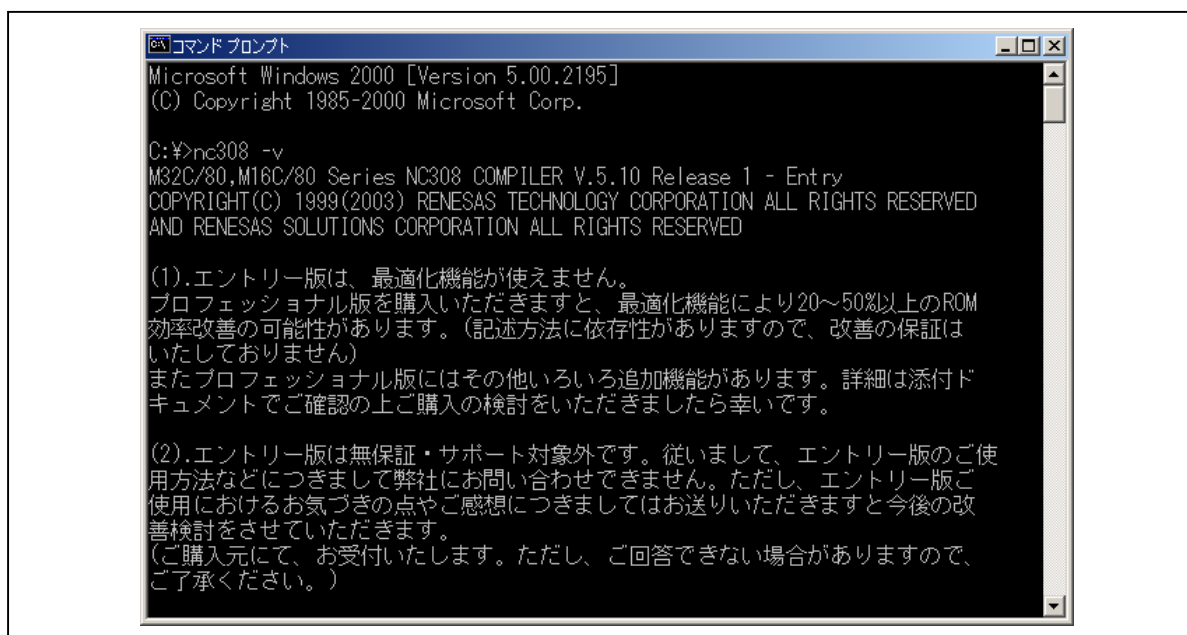 コマンド プロンプト
Microsoft Windows 2000 [Version 5.00.2195]
(C) Copyright 1985-2000 Microsoft Corp.
C:¥>nc308 -v
M32C/80,M16C/80 Series NC308 COMPILER V.5.10 Release 1 - Entry
COPYRIGHT(C) 1999(2003) RENESAS TECHNOLOGY CORPORATION ALL RIGHTS RESERVED
AND RENESAS SOLUTIONS CORPORATION ALL RIGHTS RESERVED
(1).エントリー版は、最適化機能が使えません。
プロフェッショナル版を購入いただきますと、最適化機能により20～50%以上のROM
効率改善の可能性があります。(記述方法に依存性がありますので、改善の保証は
いたしておりません)
またプロフェッショナル版にはその他いろいろ追加機能があります。詳細は添付ド
キュメントでご確認の上ご購入の検討をいただきましたら幸いです。
(2).エントリー版は無保証・サポート対象外です。従いまして、エントリー版のご使
用方法などにつきまして弊社にお問い合わせできません。ただし、エントリー版ご
使用におけるお気づきの点やご感想につきましてはお送りいただきますと今後の改
善検討をさせていただきます。
(ご購入元にて、お受付いたします。ただし、ご回答できない場合がありますので、
ご了承ください。)